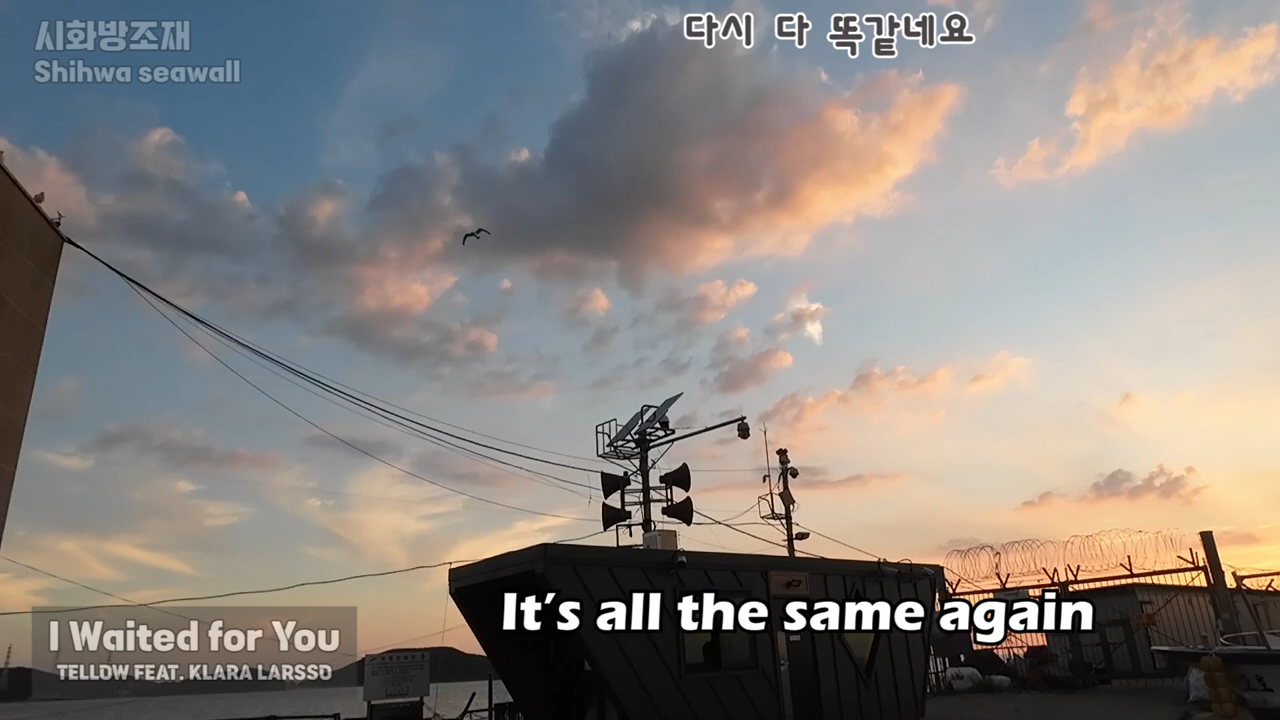 시화방조재
Shihwa seawall
다시 다 똑같네요
It's all the same again
I Waited for You
TELLOW FEAT. KLARA LARSSO